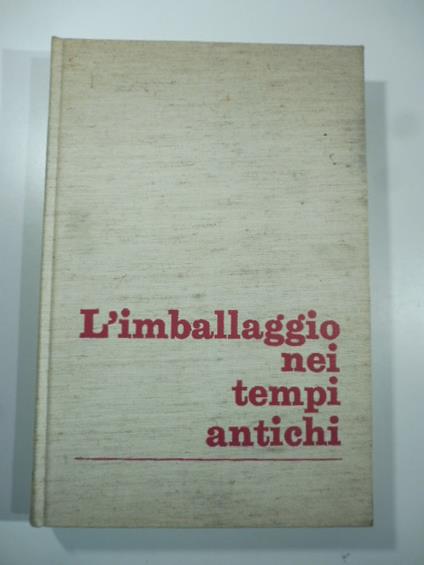 L'imballaggio
nei
tempi
antichi